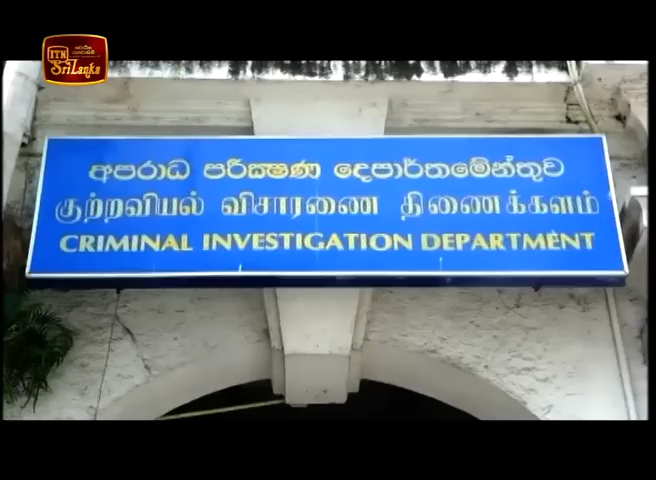 ITN
SriLanka
අපරාධ පරීක්ෂණ දෙපාර්තමේන්තුව
குற்றவியல் விசாரணை திணைக்களம்
CRIMINAL INVESTIGATION DEPARTMENT